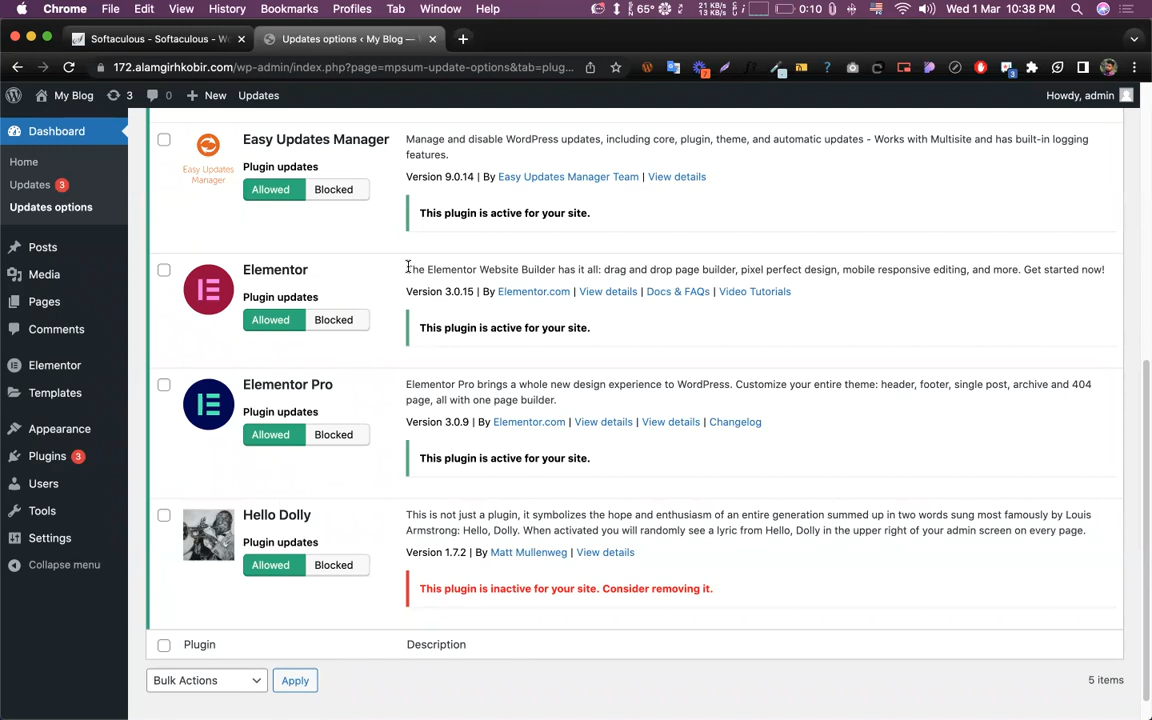 Chrome File Edit View History Bookmarks Profiles Tab Window Help 65° 21 KB/s 13 KB/s 0:10 Wed 1 Mar 10:38 PM
Softaculous - Softaculous - W
Updates options ‹ My Blog —
172.alamgirhkobir.com/wp-admin/index.php?page=mpsum-update-options&tab=plug...
7
2
3
My Blog 3 0 New Updates Howdy, admin
Dashboard
Home
Updates 3
Updates options
Posts
Media
Pages
Comments
Elementor
Templates
Appearance
Plugins 3
Users
Tools
Settings
Collapse menu
Easy Updates Manager
Easy Updates Manager
Plugin updates
Allowed Blocked
Manage and disable WordPress updates, including core, plugin, theme, and automatic updates - Works with Multisite and has built-in logging
features.
Version 9.0.14 | By Easy Updates Manager Team | View details
This plugin is active for your site.
Elementor
Plugin updates
Allowed Blocked
The Elementor Website Builder has it all: drag and drop page builder, pixel perfect design, mobile responsive editing, and more. Get started now!
Version 3.0.15 | By Elementor.com | View details | Docs & FAQs | Video Tutorials
This plugin is active for your site.
Elementor Pro
Plugin updates
Allowed Blocked
Elementor Pro brings a whole new design experience to WordPress. Customize your entire theme: header, footer, single post, archive and 404
page, all with one page builder.
Version 3.0.9 | By Elementor.com | View details | View details | Changelog
This plugin is active for your site.
Hello Dolly
Plugin updates
Allowed Blocked
This is not just a plugin, it symbolizes the hope and enthusiasm of an entire generation summed up in two words sung most famously by Louis
Armstrong: Hello, Dolly. When activated you will randomly see a lyric from Hello, Dolly in the upper right of your admin screen on every page.
Version 1.7.2 | By Matt Mullenweg | View details
This plugin is inactive for your site. Consider removing it.
Plugin Description
Bulk Actions Apply 5 items